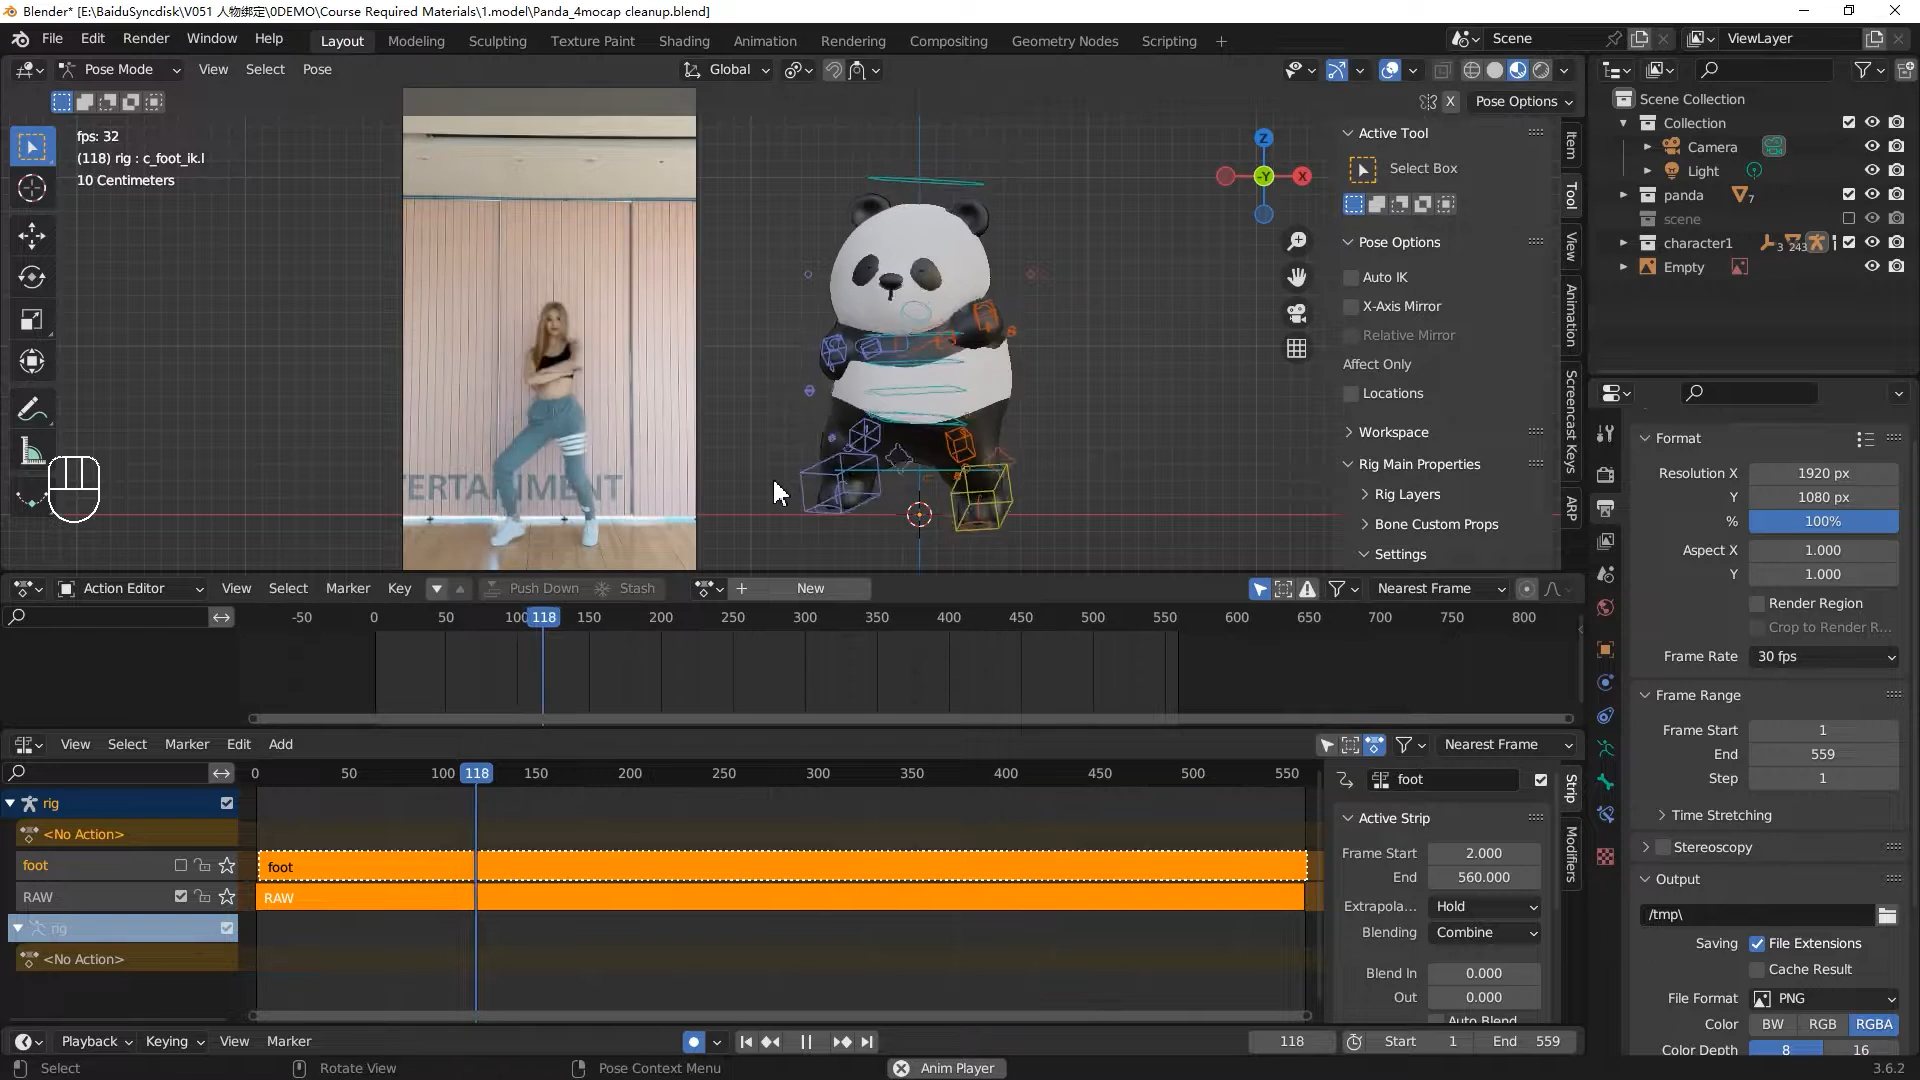 Blender* [E:\BaiduSyncdisk\V051 人物绑定\0DEMO\Course Required Materials\1.model\Panda_4mocap cleanup.blend]
File Edit Render Window Help
Layout Modeling Sculpting Texture Paint Shading Animation Rendering Compositing Geometry Nodes Scripting +
Scene
ViewLayer
Pose Mode View Select Pose
Global
X Pose Options
fps: 32
(118) rig : c_foot_ik.l
10 Centimeters
ERTAINMENT
Z
-Y
X
Active Tool
Select Box
Pose Options
Auto IK
X-Axis Mirror
Relative Mirror
Affect Only
Locations
Workspace
Rig Main Properties
Rig Layers
Bone Custom Props
Settings
Item
Tool
View
Animation
Screencast Keys
ARP
Scene Collection
Collection
Camera
Light
panda 7
scene
character1 3 243
Empty
Format
Resolution X 1920 px
Y 1080 px
% 100%
Aspect X 1.000
Y 1.000
Render Region
Crop to Render R...
Frame Rate 30 fps
Frame Range
Frame Start 1
End 559
Step 1
Time Stretching
Stereoscopy
Output
/tmp\
Saving File Extensions
Cache Result
File Format PNG
Color BW RGB RGBA
Color Depth 8 16
Action Editor View Select Marker Key Push Down Stash + New Nearest Frame
-50 0 50 100 118 150 200 250 300 350 400 450 500 550 600 650 700 750 800
View Select Marker Edit Add Nearest Frame
0 50 100 118 150 200 250 300 350 400 450 500 550
rig
<No Action>
foot
foot
RAW
RAW
rig
<No Action>
foot
Active Strip
Frame Start 2.000
End 560.000
Extrapola... Hold
Blending Combine
Blend In 0.000
Out 0.000
Auto Blend
Strip
Modifiers
Playback Keying View Marker 118 Start 1 End 559
Select Rotate View Pose Context Menu Anim Player 3.6.2